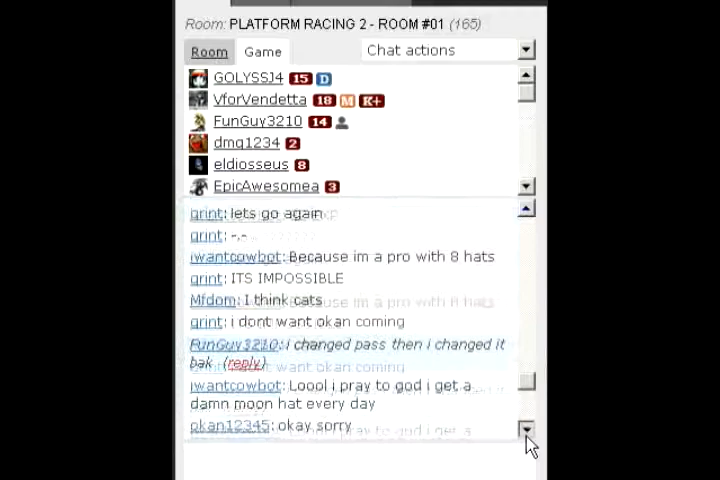 Room: PLATFORM RACING 2 - ROOM #01 (165)
Room Game Chat actions
GOLYSSJ4 15 D
VforVendetta 18 M K+
FunGuy3210 14
dmq1234 2
eldiosseus 8
EpicAwesomea 3
grint: lets go again
grint: -.-
iwantcowbot: Because im a pro with 8 hats
grint: ITS IMPOSSIBLE
Mfdom: I think cats
grint: i dont want okan coming
FunGuy3210: i changed pass then i changed it
bak (reply)
iwantcowbot: Loool i pray to god i get a
damn moon hat every day
okan12345: okay sorry